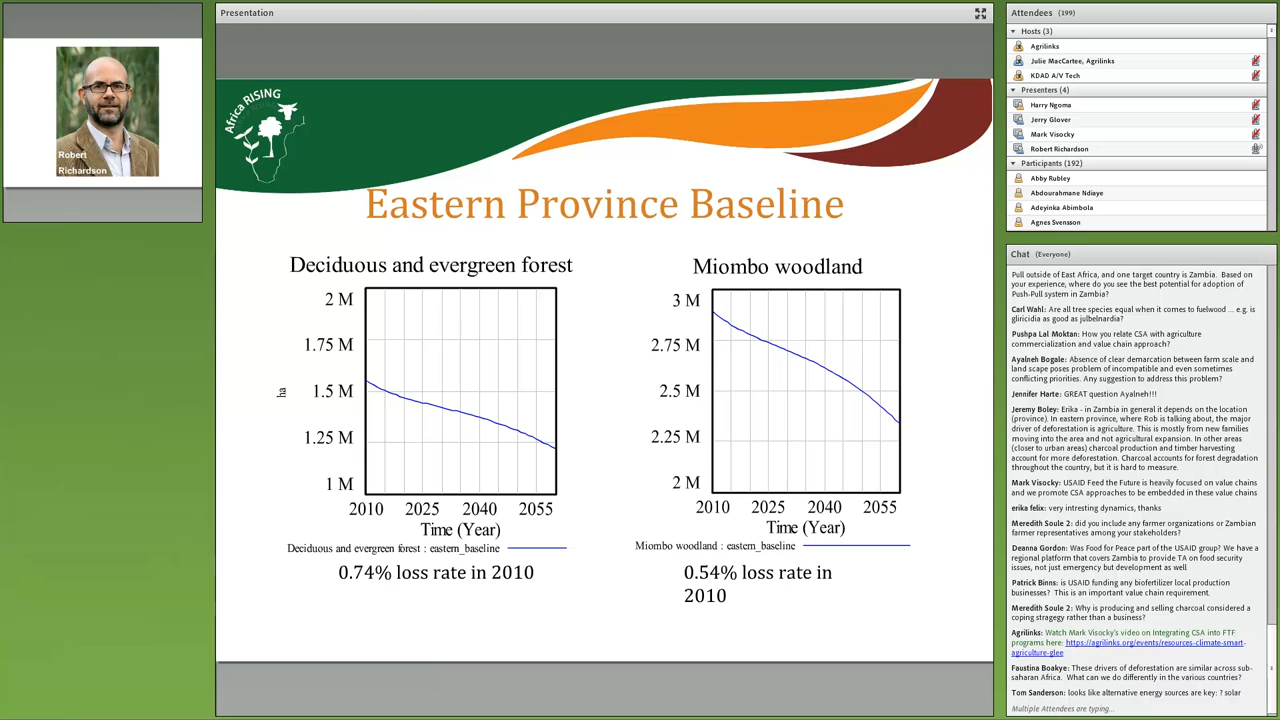 Robert
Richardson
Presentation
Africa RISING
Eastern Province Baseline
Deciduous and evergreen forest
2 M
1.75 M
1.5 M
1.25 M
1 M
ha
2010 2025 2040 2055
Time (Year)
Deciduous and evergreen forest : eastern_baseline
0.74% loss rate in 2010
Miombo woodland
3 M
2.75 M
2.5 M
2.25 M
2 M
2010 2025 2040 2055
Time (Year)
Miombo woodland : eastern_baseline
0.54% loss rate in
2010
Attendees (199)
Hosts (3)
Agrilinks
Julie MacCartee, Agrilinks
KDAD A/V Tech
Presenters (4)
Harry Ngoma
Jerry Glover
Mark Visocky
Robert Richardson
Participants (192)
Abby Rubley
Abdourahmane Ndiaye
Adeyinka Abimbola
Agnes Svensson
Chat (Everyone)
Pull outside of East Africa, and one target country is Zambia. Based on
your experience, where do you see the best potential for adoption of
Push-Pull system in Zambia?
Carl Wahl: Are all tree species equal when it comes to fuelwood ... e.g. is
gliricidia as good as julbelnardia?
Pushpa Lal Moktan: How you relate CSA with agriculture
commercialization and value chain approach?
Ayalneh Bogale: Absence of clear demarcation between farm scale and
land scape poses problem of incompatible and even sometimes
conflicting priorities. Any suggestion to address this problem?
Jennifer Harte: GREAT question Ayalneh!!!
Jeremy Boley: Erika - in Zambia in general it depends on the location
(province). In eastern province, where Rob is talking about, the major
driver of deforestation is agriculture. This is mostly from new families
moving into the area and not agricultural expansion. In other areas
(closer to urban areas) charcoal production and timber harvesting
account for more deforestation. Charcoal accounts for forest degradation
throughout the country, but it is hard to measure.
Mark Visocky: USAID Feed the Future is heavily focused on value chains
and we promote CSA approaches to be embedded in these value chains
erika felix: very intresting dynamics, thanks
Meredith Soule 2: did you include any farmer organizations or Zambian
farmer representatives among your stakeholders?
Deanna Gordon: Was Food for Peace part of the USAID group? We have a
regional platform that covers Zambia to provide TA on food security
issues, not just emergency but development as well
Patrick Binns: is USAID funding any biofertilizer local production
businesses? This is an important value chain requirement.
Meredith Soule 2: Why is producing and selling charcoal considered a
coping stragegy rather than a business?
Agrilinks: Watch Mark Visocky's video on Integrating CSA into FTF
programs here: https://agrilinks.org/events/resources-climate-smart-
agriculture-glee
Faustina Boakye: These drivers of deforestation are similar across sub-
saharan Africa. What can we do differently in the various countries?
Tom Sanderson: looks like alternative energy sources are key: ? solar
Multiple Attendees are typing...